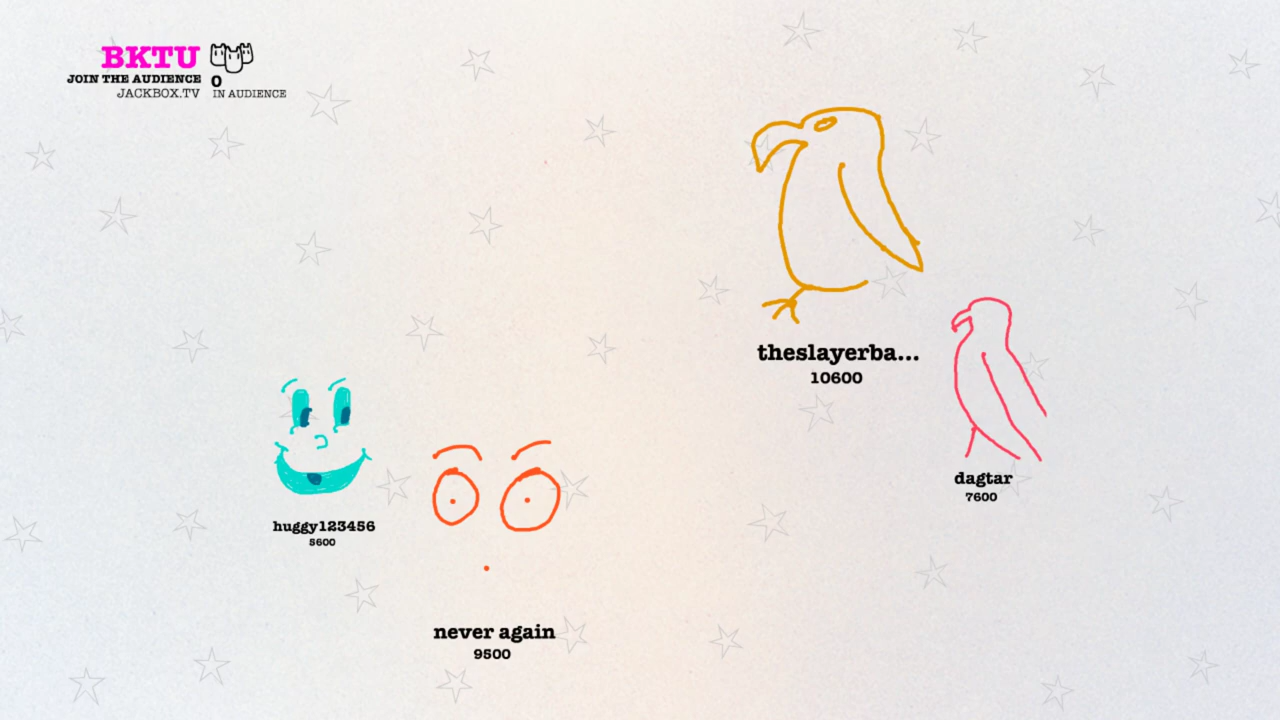 BKTU
JOIN THE AUDIENCE
JACKBOX.TV
0
IN AUDIENCE
theslayerba...
10600
dagtar
7600
huggy123456
5600
never again
9500